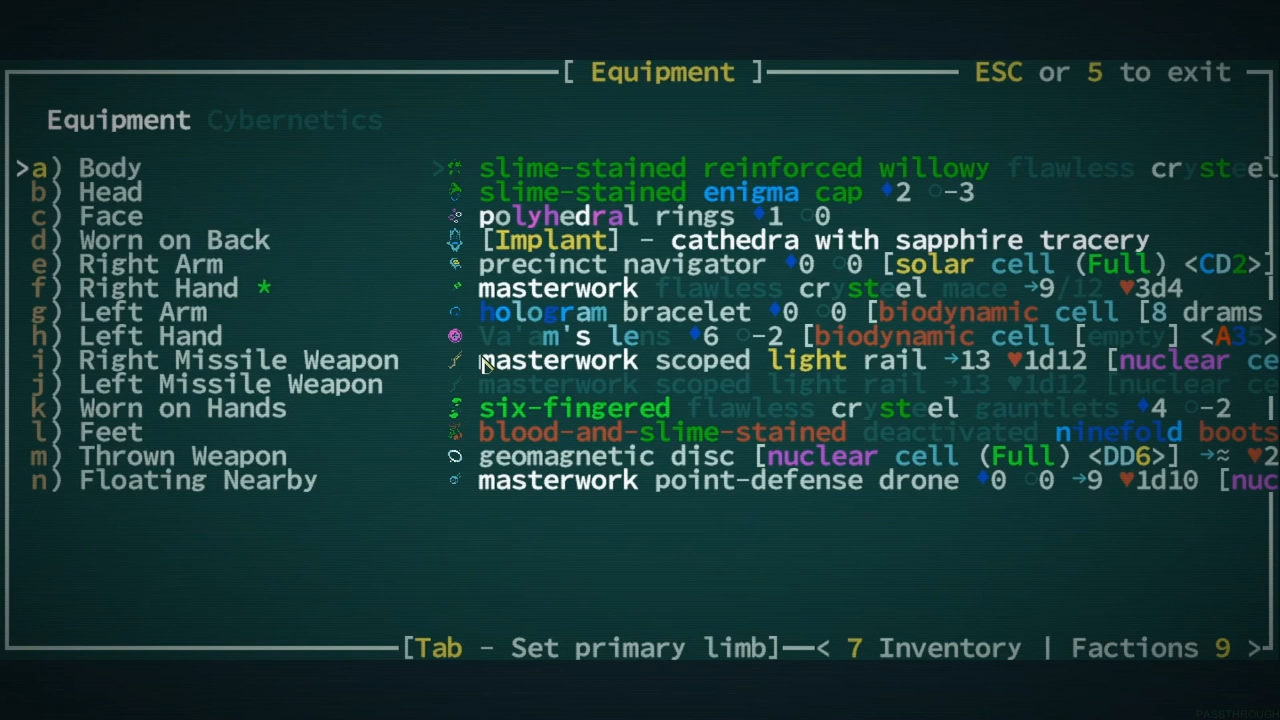 [ Equipment ] ESC or 5 to exit
Equipment Cybernetics
>a) Body > slime-stained reinforced willowy flawless crysteel
b) Head slime-stained enigma cap ♦2 ○-3
c) Face polyhedral rings ♦1 ○0
d) Worn on Back [Implant] - cathedra with sapphire tracery
e) Right Arm precinct navigator ♦0 ○0 [solar cell (Full) <CD2>]
f) Right Hand * masterwork flawless crysteel mace →9/12 ♥3d4
g) Left Arm hologram bracelet ♦0 ○0 [biodynamic cell [8 drams
h) Left Hand Va'am's lens ♦6 ○-2 [biodynamic cell [empty] <A35>
i) Right Missile Weapon masterwork scoped light rail →13 ♥1d12 [nuclear ce
j) Left Missile Weapon masterwork scoped light rail →13 ♥1d12 [nuclear ce
k) Worn on Hands six-fingered flawless crysteel gauntlets ♦4 ○-2
l) Feet blood-and-slime-stained deactivated ninefold boots
m) Thrown Weapon geomagnetic disc [nuclear cell (Full) <DD6>] →≈ ♥2
n) Floating Nearby masterwork point-defense drone ♦0 ○0 →9 ♥1d10 [nuc
[Tab - Set primary limb] < 7 Inventory | Factions 9 >